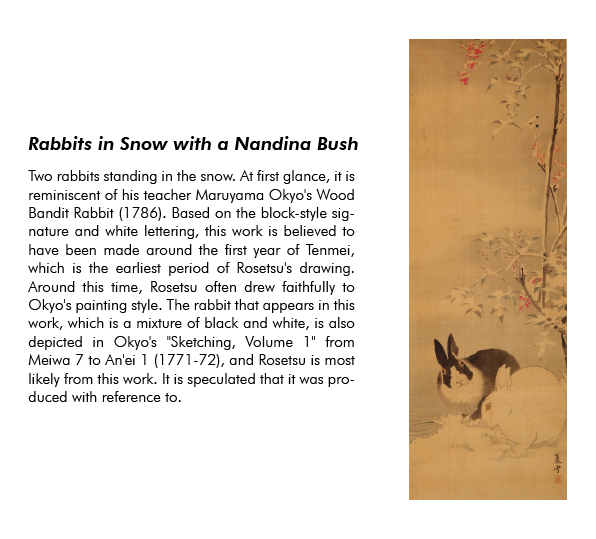 Rabbits in Snow with a Nandina Bush
Two rabbits standing in the snow. At first glance, it is
reminiscent of his teacher Maruyama Okyo's Wood
Bandit Rabbit (1786). Based on the block-style sig-
nature and white lettering, this work is believed to
have been made around the first year of Tenmei,
which is the earliest period of Rosetsu's drawing.
Around this time, Rosetsu often drew faithfully to
Okyo's painting style. The rabbit that appears in this
work, which is a mixture of black and white, is also
depicted in Okyo's "Sketching, Volume 1" from
Meiwa 7 to An'ei 1 (1771-72), and Rosetsu is most
likely from this work. It is speculated that it was pro-
duced with reference to.